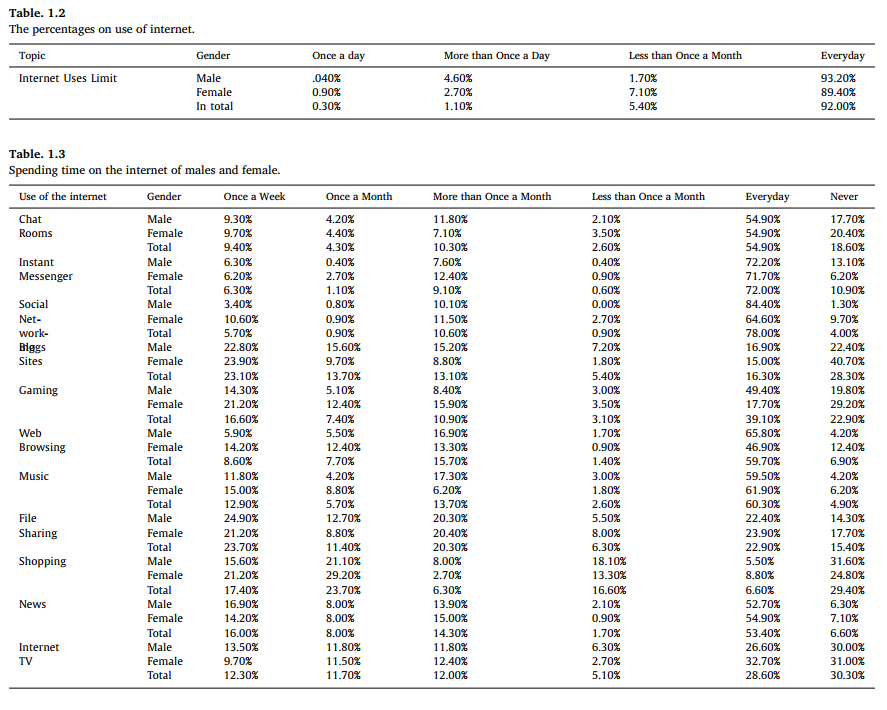 Table. 1.2
The percentages on use of internet.
Topic Gender Once a day More than Once a Day Less than Once a Month Everyday
Internet Uses Limit Male .040% 4.60% 1.70% 93.20%
Female 0.90% 2.70% 7.10% 89.40%
In total 0.30% 1.10% 5.40% 92.00%
Table. 1.3
Spending time on the internet of males and female.
Use of the internet Gender Once a Week Once a Month More than Once a Month Less than Once a Month Everyday Never
Chat Male 9.30% 4.20% 11.80% 2.10% 54.90% 17.70%
Rooms Female 9.70% 4.40% 7.10% 3.50% 54.90% 20.40%
Total 9.40% 4.30% 10.30% 2.60% 54.90% 18.60%
Instant Male 6.30% 0.40% 7.60% 0.40% 72.20% 13.10%
Messenger Female 6.20% 2.70% 12.40% 0.90% 71.70% 6.20%
Total 6.30% 1.10% 9.10% 0.60% 72.00% 10.90%
Social Male 3.40% 0.80% 10.10% 0.00% 84.40% 1.30%
Net- Female 10.60% 0.90% 11.50% 2.70% 64.60% 9.70%
work- Total 5.70% 0.90% 10.60% 0.90% 78.00% 4.00%
Male 22.80% 15.60% 15.20% 7.20% 16.90% 22.40%
Sites Female 23.90% 9.70% 8.80% 1.80% 15.00% 40.70%
Total 23.10% 13.70% 13.10% 5.40% 16.30% 28.30%
Gaming Male 14.30% 5.10% 8.40% 3.00% 49.40% 19.80%
Female 21.20% 12.40% 15.90% 3.50% 17.70% 29.20%
Total 16.60% 7.40% 10.90% 3.10% 39.10% 22.90%
Web Male 5.90% 5.50% 16.90% 1.70% 65.80% 4.20%
Browsing Female 14.20% 12.40% 13.30% 0.90% 46.90% 12.40%
Total 8.60% 7.70% 15.70% 1.40% 59.70% 6.90%
Music Male 11.80% 4.20% 17.30% 3.00% 59.50% 4.20%
Female 15.00% 8.80% 6.20% 1.80% 61.90% 6.20%
Total 12.90% 5.70% 13.70% 2.60% 60.30% 4.90%
File Male 24.90% 12.70% 20.30% 5.50% 22.40% 14.30%
Sharing Female 21.20% 8.80% 20.40% 8.00% 23.90% 17.70%
Total 23.70% 11.40% 20.30% 6.30% 22.90% 15.40%
Shopping Male 15.60% 21.10% 8.00% 18.10% 5.50% 31.60%
Female 21.20% 29.20% 2.70% 13.30% 8.80% 24.80%
Total 17.40% 23.70% 6.30% 16.60% 6.60% 29.40%
News Male 16.90% 8.00% 13.90% 2.10% 52.70% 6.30%
Female 14.20% 8.00% 15.00% 0.90% 54.90% 7.10%
Total 16.00% 8.00% 14.30% 1.70% 53.40% 6.60%
Internet Male 13.50% 11.80% 11.80% 6.30% 26.60% 30.00%
TV Female 9.70% 11.50% 12.40% 2.70% 32.70% 31.00%
Total 12.30% 11.70% 12.00% 5.10% 28.60% 30.30%